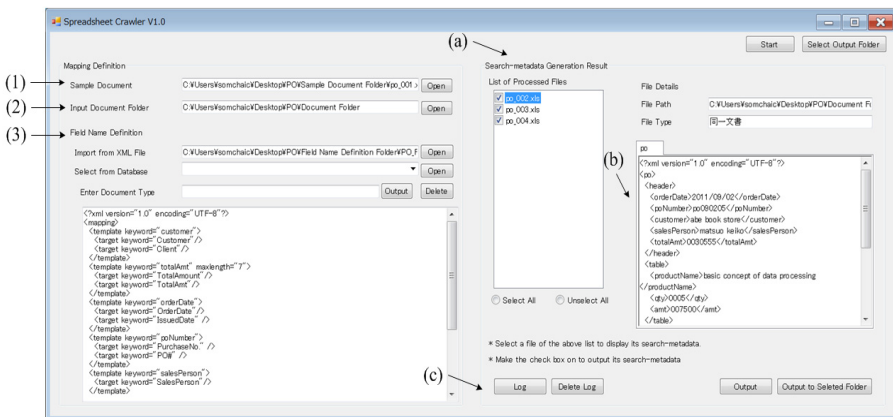 Spreadsheet Crawler V1.0
(a)
Start
Select Output Folder
Mapping Definition
(1)
Sample Document
C:¥Users¥somchaic¥Desktop¥PO¥Sample Document Folder¥po_001.x
Open
(2)
Input Document Folder
C:¥Users¥somchaic¥Desktop¥PO¥Document Folder
Open
(3)
Field Name Definition
Import from XML File
C:¥Users¥somchaic¥Desktop¥PO¥Field Name Definition Folder¥PO_F
Open
Select from Database
Open
Enter Document Type
Output
Delete
<?xml version="1.0" encoding="UTF-8"?>
<mapping>
<template keyword="customer">
<target keyword="Customer"/>
<target keyword="Client"/>
</template>
<template keyword="totalAmt" maxlength="7">
<target keyword="TotalAmount"/>
<target keyword="TotalAmt"/>
</template>
<template keyword="orderDate">
<target keyword="OrderDate"/>
<target keyword="IssuedDate" />
</template>
<template keyword="poNumber">
<target keyword="PurchaseNo." />
<target keyword="PO#" />
</template>
<template keyword="salesPerson">
<target keyword="SalesPerson"/>
</template>
Search-metadata Generation Result
List of Processed Files
po_002.xls
po_003.xls
po_004.xls
Select All
Unselect All
File Details
File Path
C:¥Users¥somchaic¥Desktop¥PO¥Document Fi
File Type
同一文書
(b)
po
<?xml version="1.0" encoding="UTF-8"?>
<po>
<header>
<orderDate>2011/09/02</orderDate>
<poNumber>po090205</poNumber>
<customer>abe book store</customer>
<salesPerson>matsuo keiko</salesPerson>
<totalAmt>0030555</totalAmt>
</header>
<table>
<productName>basic concept of data processing
</productName>
<qty>0005</qty>
<amt>007500</amt>
</table>
* Select a file of the above list to display its search-metadata.
* Make the check box on to output its search-metadata
(c)
Log
Delete Log
Output
Output to Seleted Folder